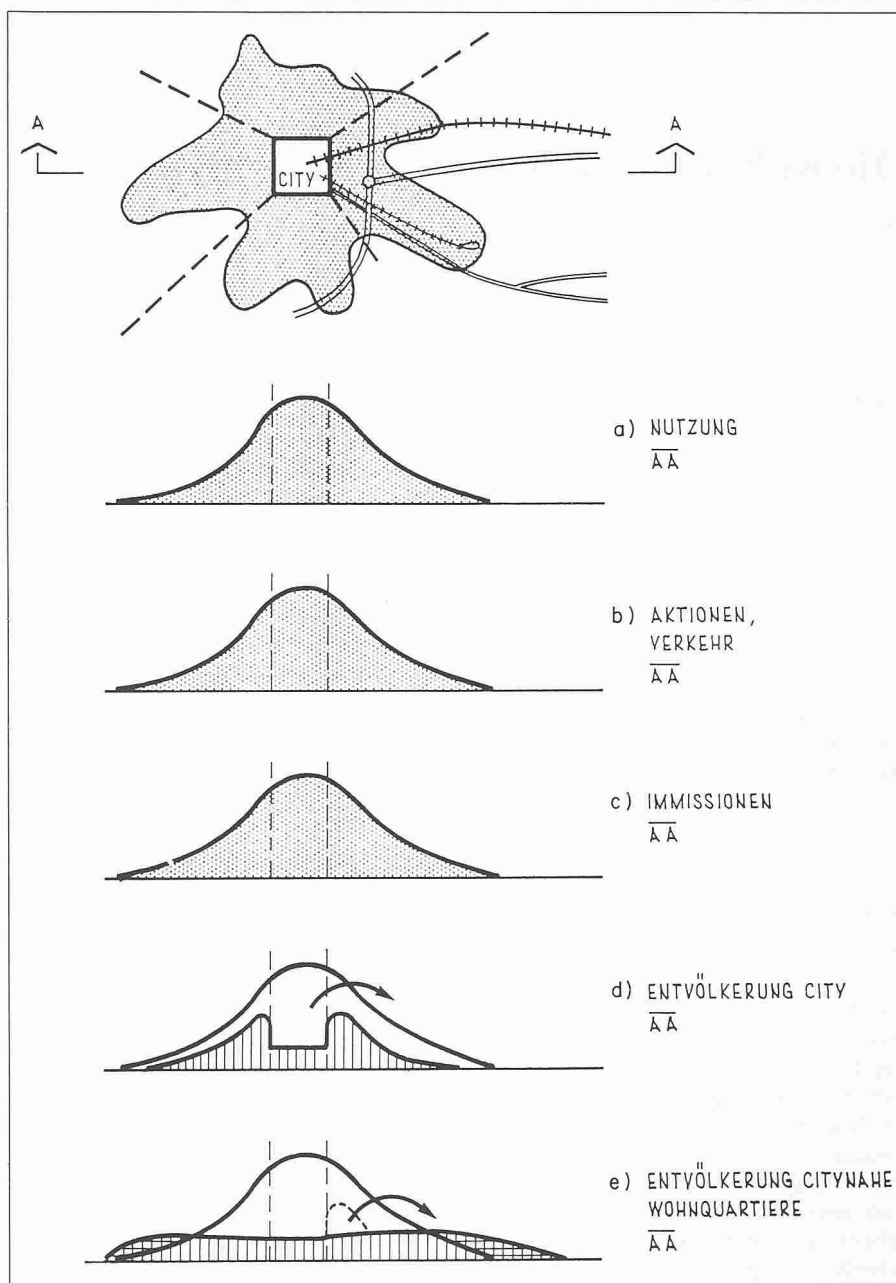 A
A
CITY
a) NUTZUNG
AA
b) AKTIONEN,
VERKEHR
AA
c) IMMISSIONEN
AA
d) ENTVÖLKERUNG CITY
AA
e) ENTVÖLKERUNG CITYNAHE
WOHNQUARTIERE
AA